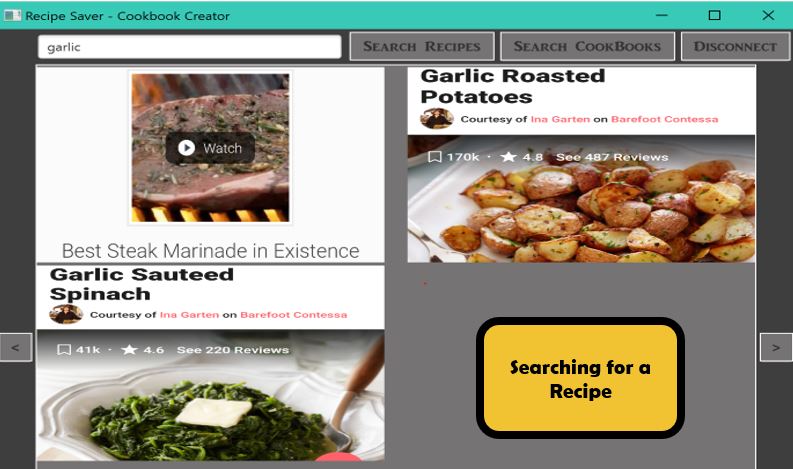 Recipe Saver - Cookbook Creator
garlic
Search Recipes
Search CookBooks
Disconnect
Watch
Best Steak Marinade in Existence
Garlic Roasted
Potatoes
Courtesy of Ina Garten on Barefoot Contessa
170k · 4.8 See 487 Reviews
Garlic Sauteed
Spinach
Courtesy of Ina Garten on Barefoot Contessa
41k · 4.6 See 220 Reviews
<
>
Searching for a
Recipe